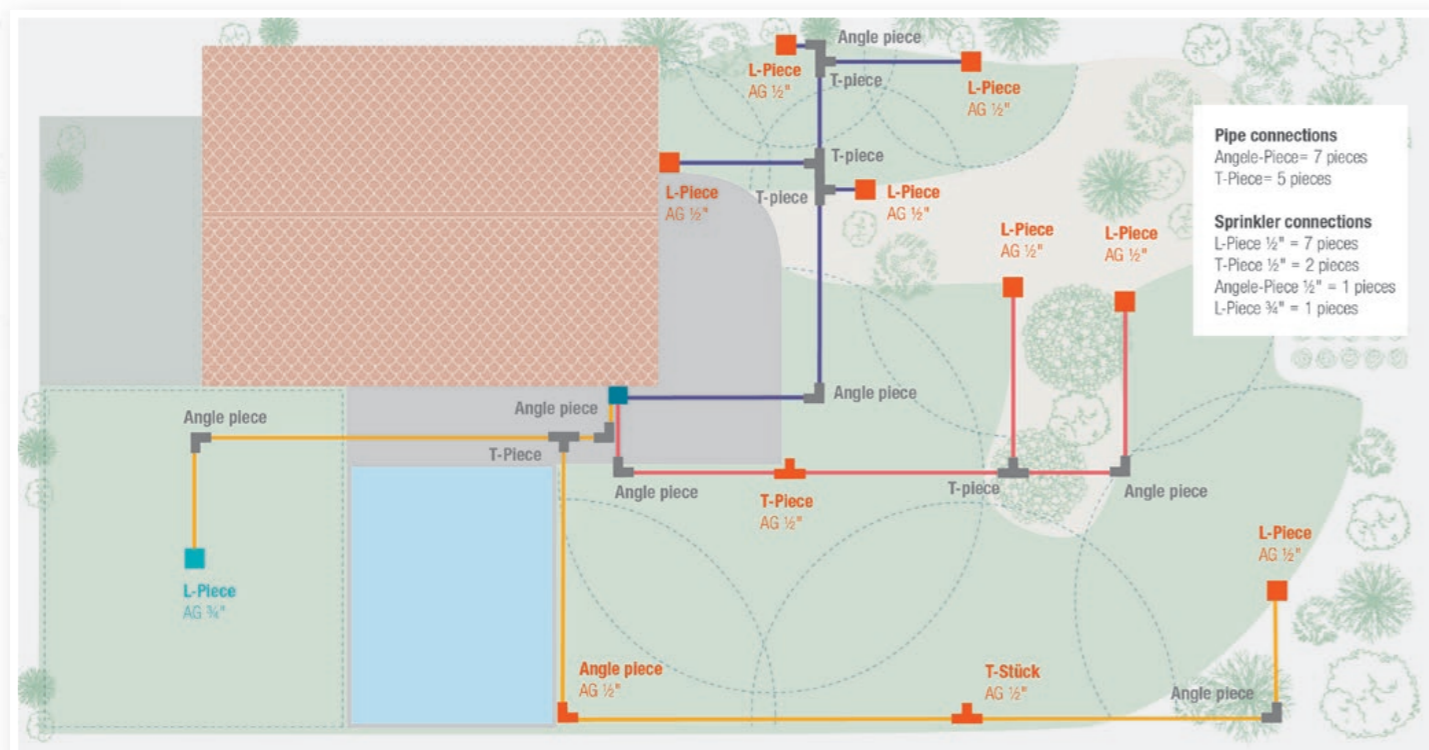 Angle piece
L-Piece
AG ½"
T-piece
L-Piece
AG ½"
T-piece
L-Piece
AG ½"
T-piece
L-Piece
AG ½"
L-Piece
AG ½"
L-Piece
AG ½"
Pipe connections
Angele-Piece= 7 pieces
T-Piece= 5 pieces
Sprinkler connections
L-Piece ½" = 7 pieces
T-Piece ½" = 2 pieces
Angele-Piece ½" = 1 pieces
L-Piece ¾" = 1 pieces
Angle piece
Angle piece
Angle piece
T-Piece
Angle piece
T-Piece
AG ½"
T-piece
Angle piece
L-Piece
AG ½"
L-Piece
AG ¾"
Angle piece
AG ½"
T-Stück
AG ½"
Angle piece